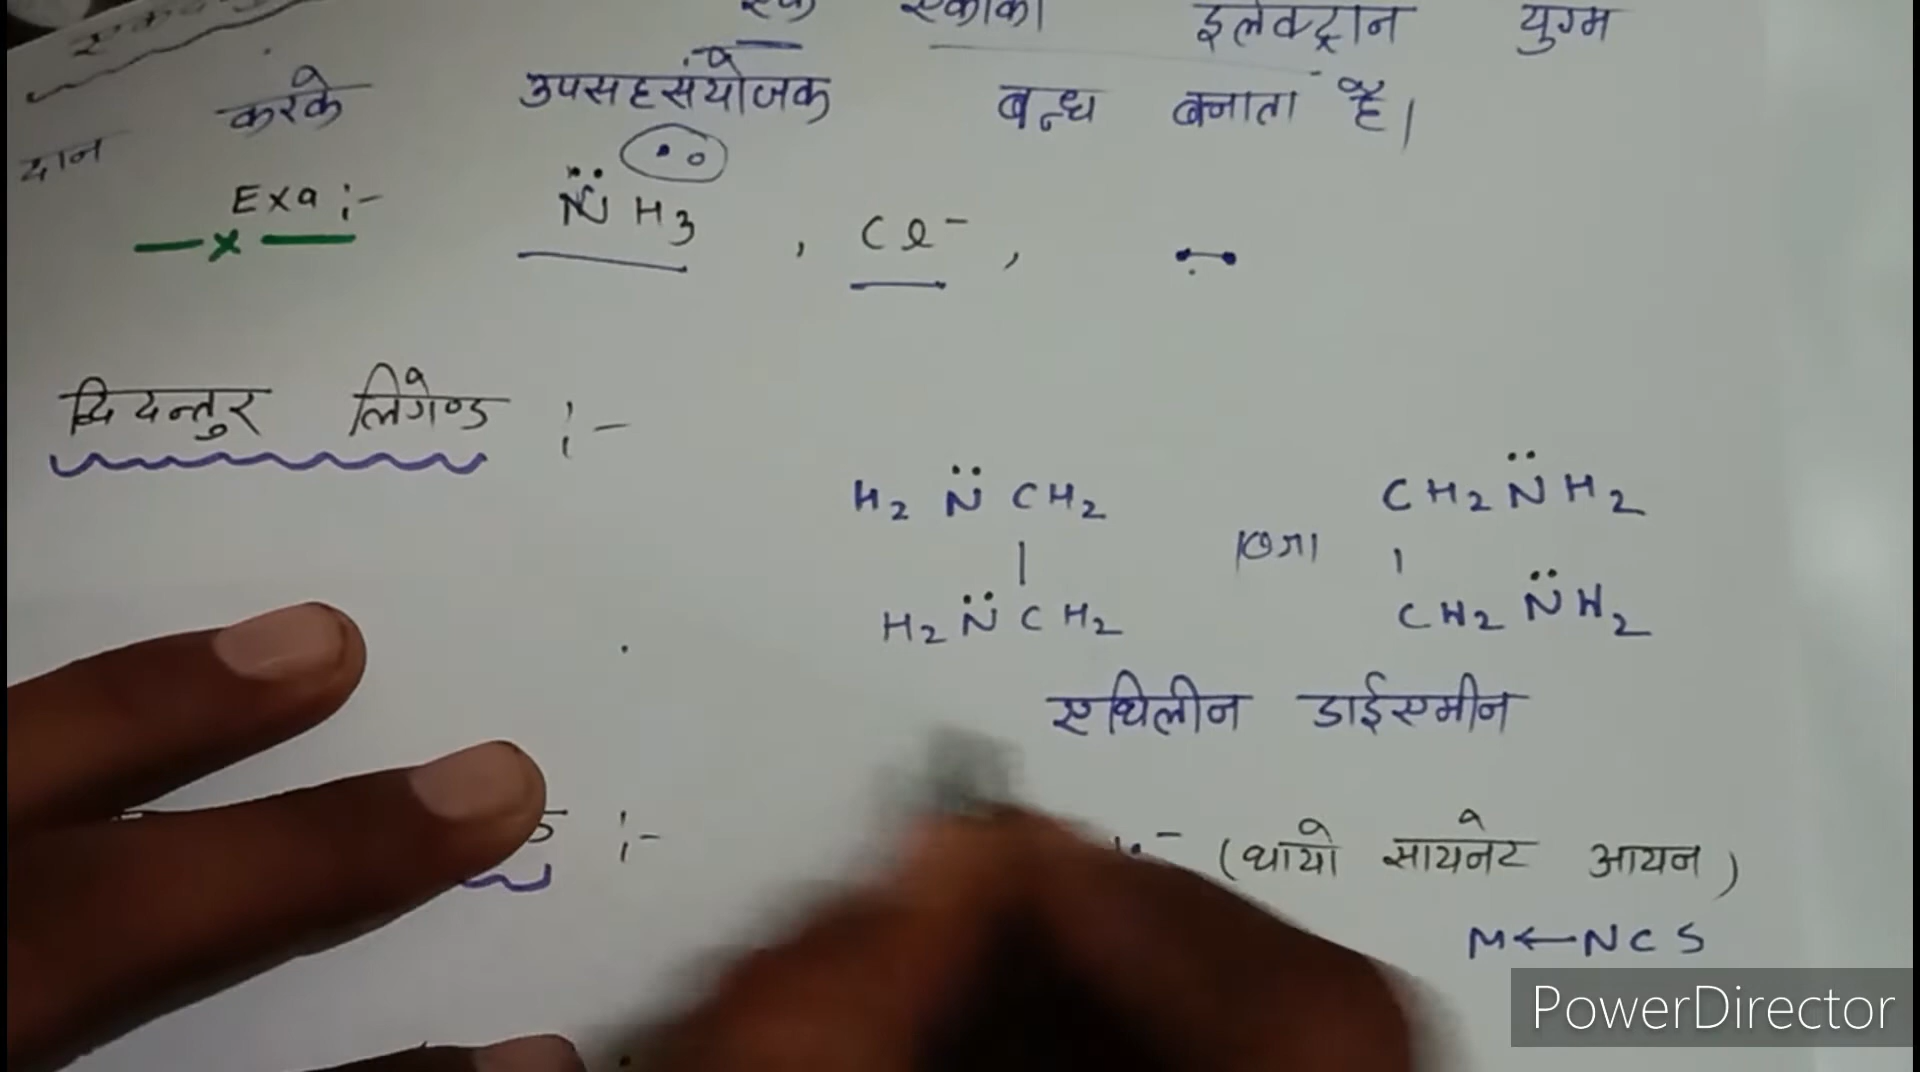 एक एकाकी इलेक्ट्रान युग्म
दान करके उपसहसंयोजक बन्ध बनाता है।
Exa :- N̈H3 , Cl⁻ ,
द्विदन्तुर लिगेण्ड :-
H2 N̈ CH2 CH2 N̈ H2
|
H2 N̈ CH2 CH2 N̈ H2
एथिलीन डाईएमीन
:- (थायो सायनेट आयन)
M ← NCS
PowerDirector